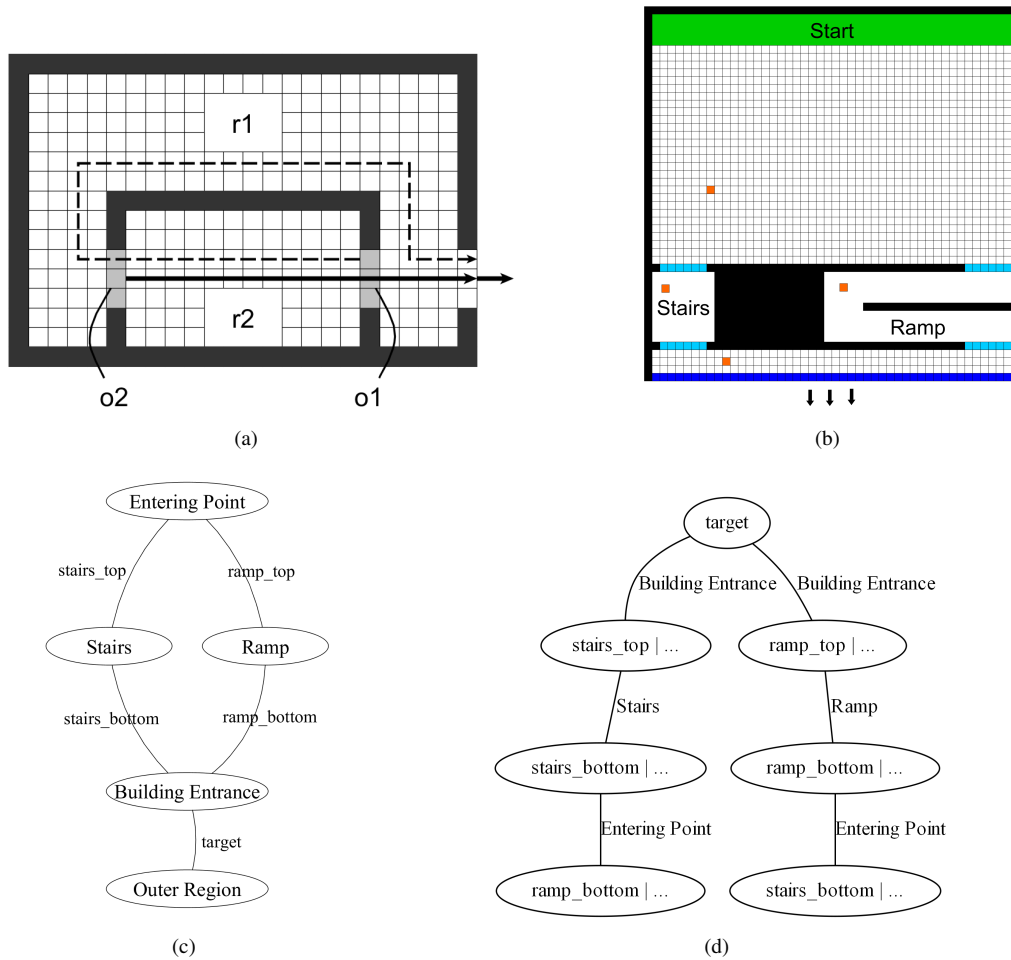 r1
r2
o2
o1
(a)
Start
Stairs
Ramp
(b)
Entering Point
stairs_top
ramp_top
Stairs
Ramp
stairs_bottom
ramp_bottom
Building Entrance
target
Outer Region
(c)
target
Building Entrance
Building Entrance
stairs_top | ...
ramp_top | ...
Stairs
Ramp
stairs_bottom | ...
ramp_bottom | ...
Entering Point
Entering Point
ramp_bottom | ...
stairs_bottom | ...
(d)